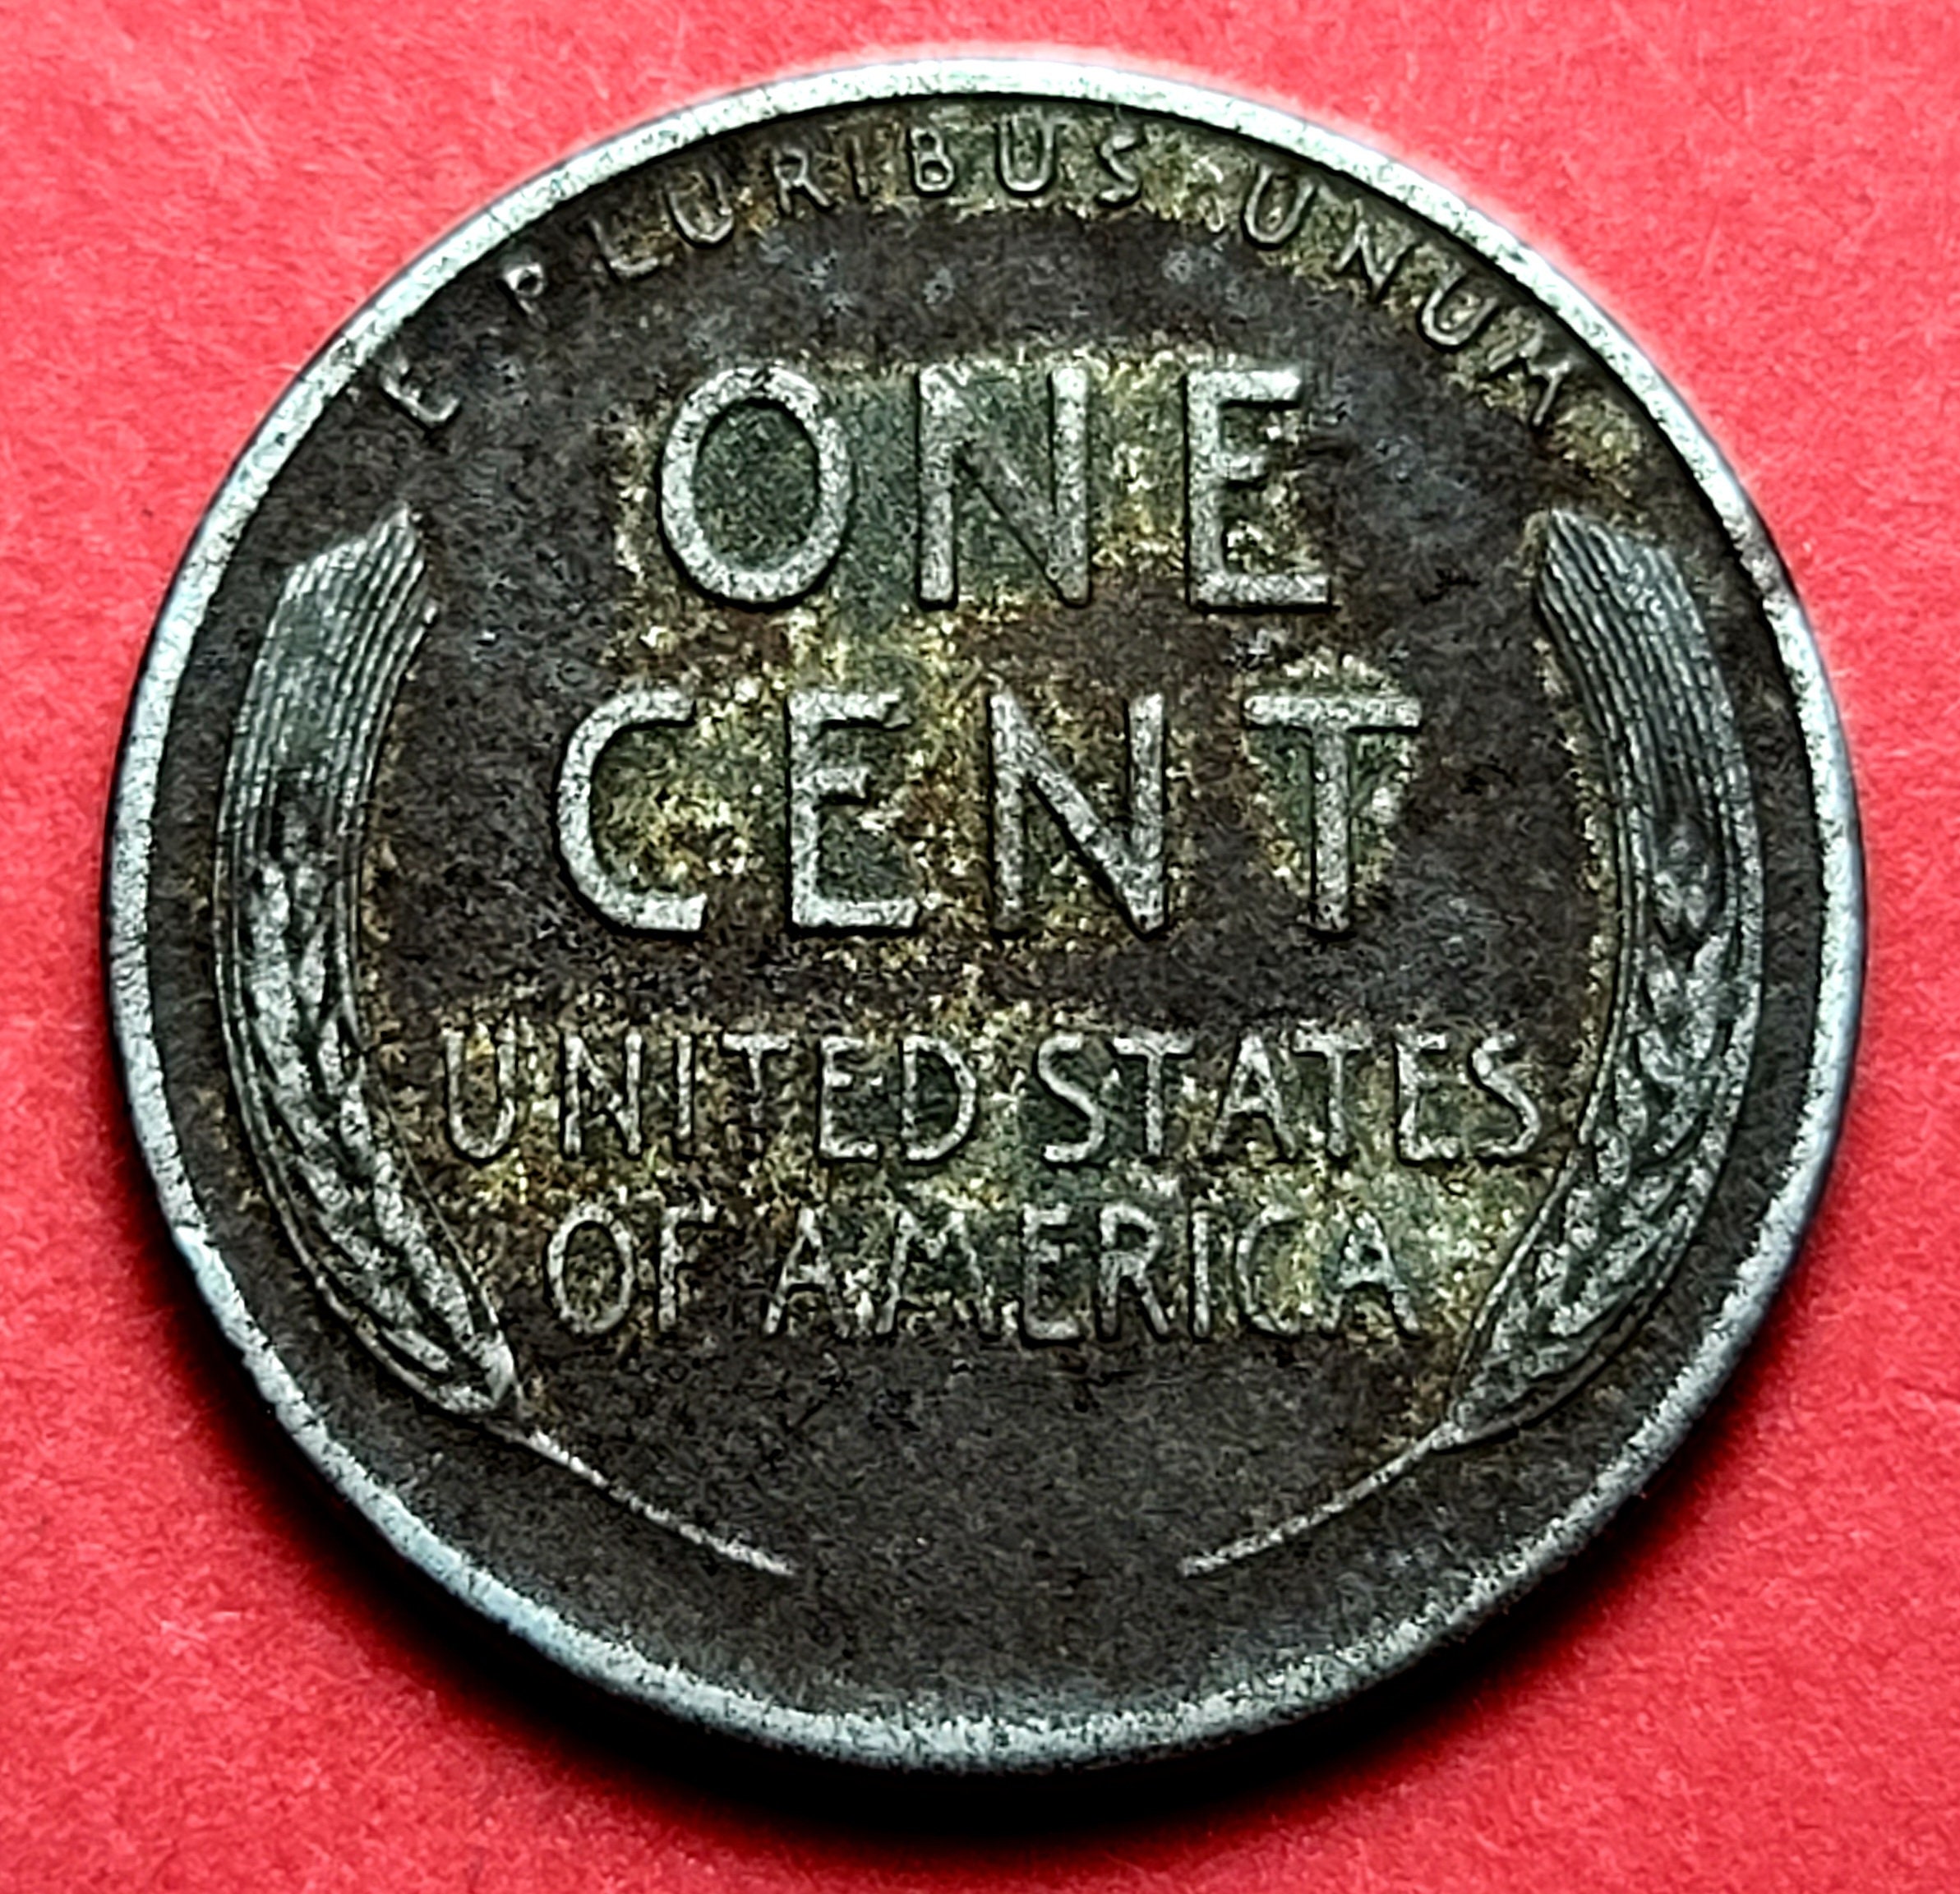 E PLURIBUS · UNUM
ONE
CENT
UNITED STATES
OF AMERICA